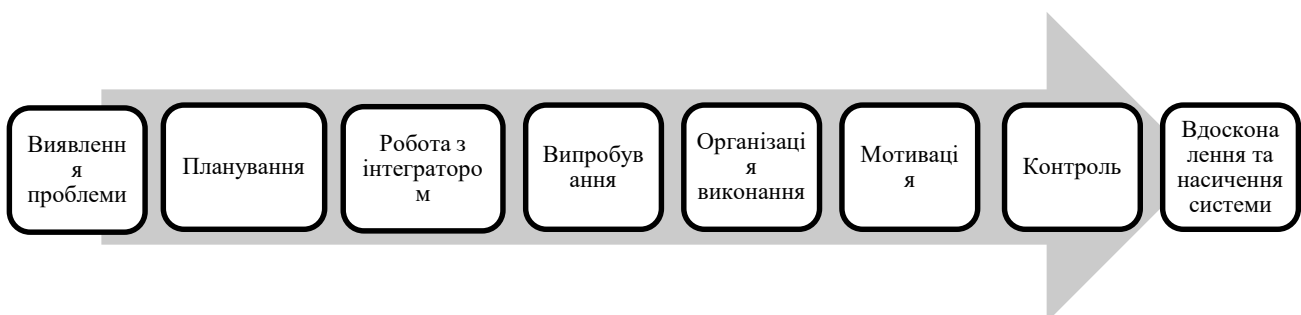 Виявленн
я
проблеми
Планування
Робота з
інтеграторо
м
Випробув
ання
Організаці
я
виконання
Мотиваці
я
Контроль
Вдоскона
лення та
насичення
системи